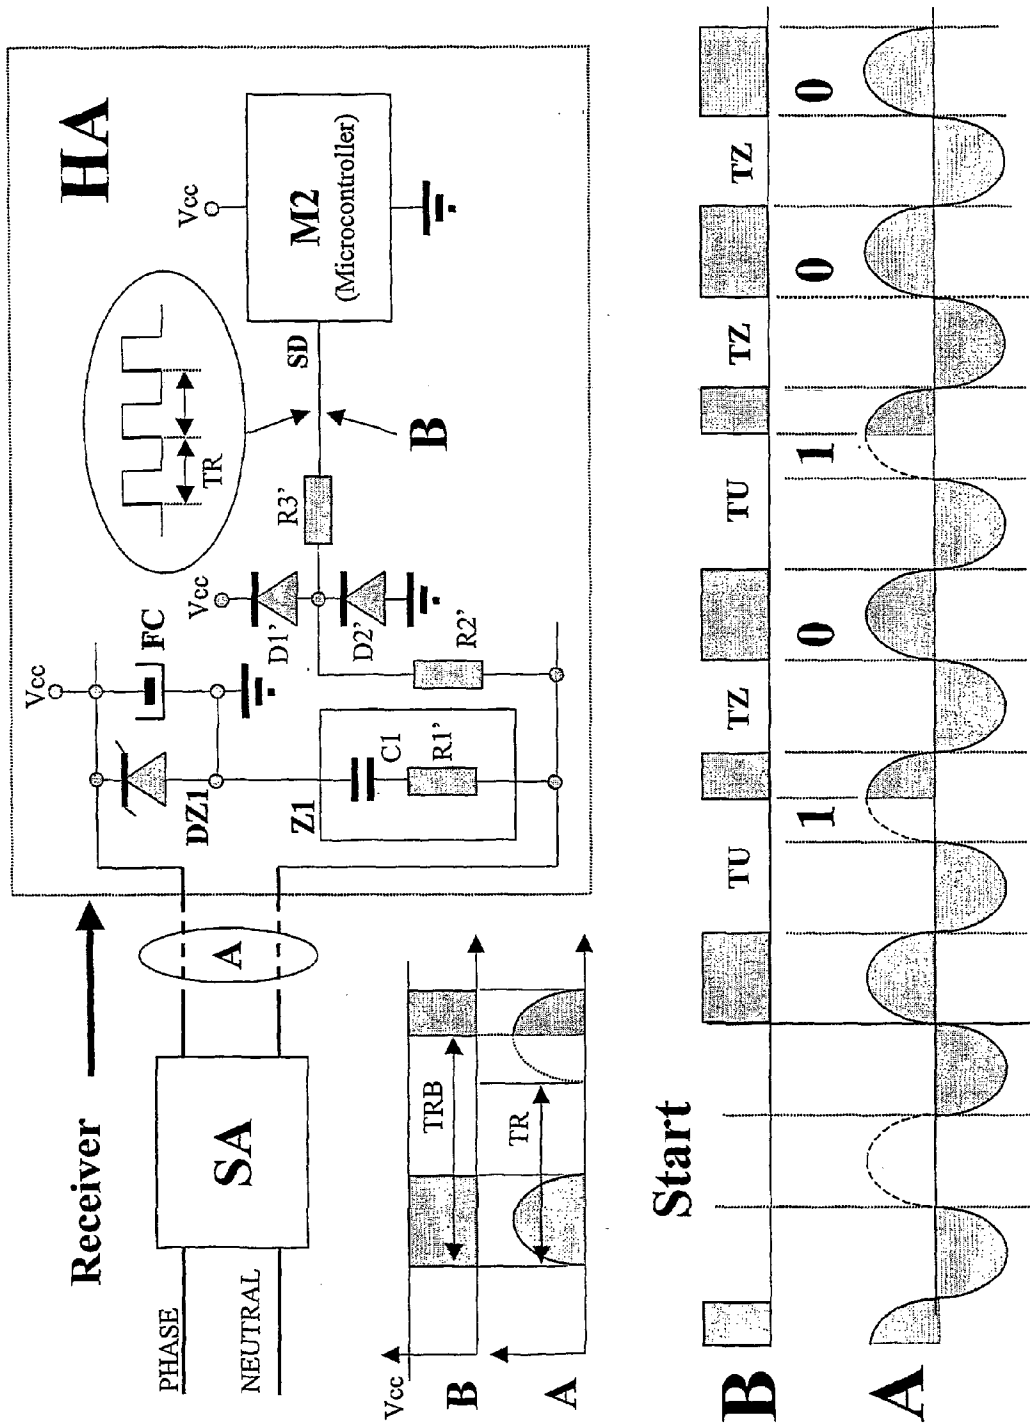 Receiver
HA
PHASE
NEUTRAL
SA
A
Vcc
FC
DZ1
Z1
C1
R1'
R2'
Vcc
D1'
D2'
R3'
TR
SD
B
Vcc
M2
(Microcontroller)
Vcc
B
TRB
A
TR
Start
B
TU
TZ
TU
TZ
TZ
1
0
1
0
0
A